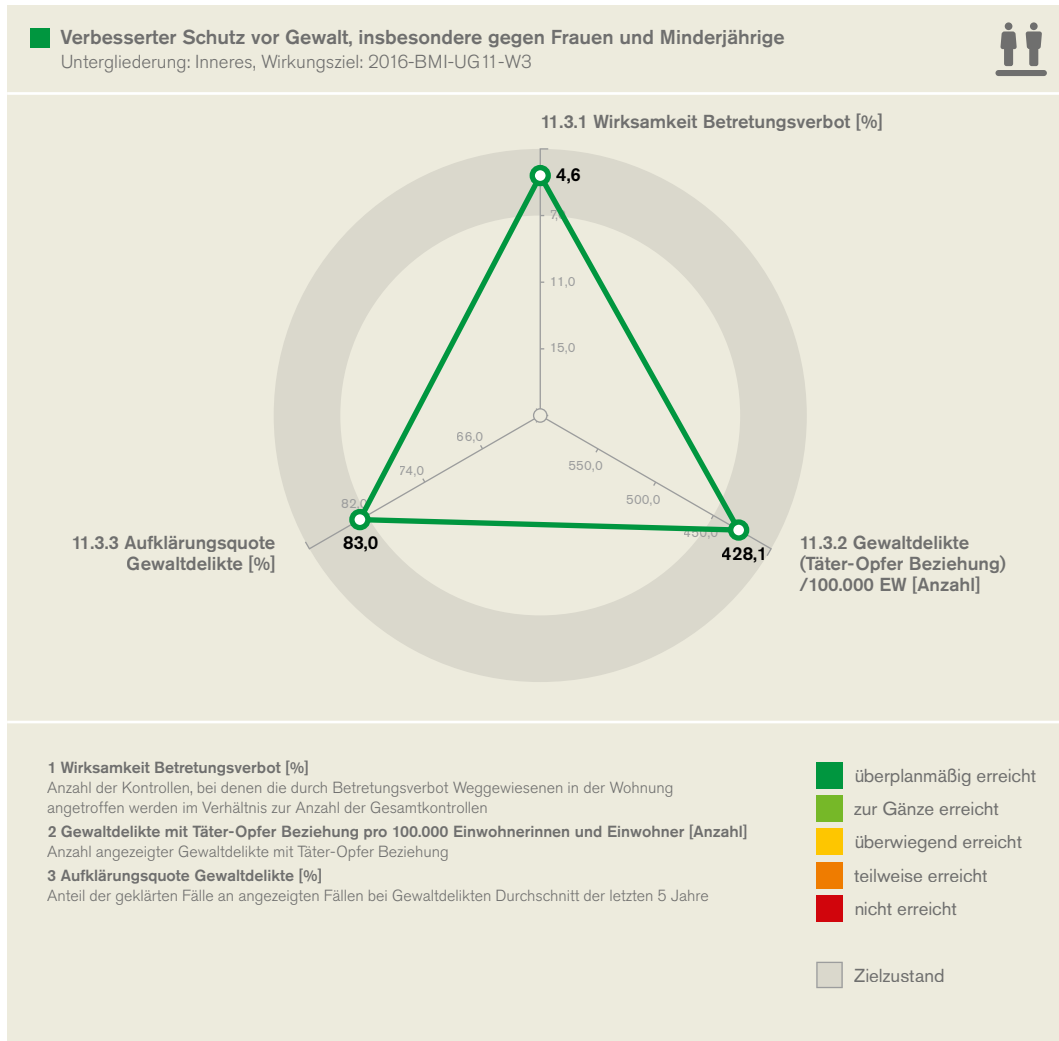 Verbesserter Schutz vor Gewalt, insbesondere gegen Frauen und Minderjährige
Untergliederung: Inneres, Wirkungsziel: 2016-BMI-UG11-W3
11.3.1 Wirksamkeit Betretungsverbot [%]
4,6
11,0
15,0
66,0
74,0
82,0
550,0
500,0
450,0
11.3.3 Aufklärungsquote
Gewaltdelikte [%]
83,0
428,1
11.3.2 Gewaltdelikte
(Täter-Opfer Beziehung)
/100.000 EW [Anzahl]
1 Wirksamkeit Betretungsverbot [%]
Anzahl der Kontrollen, bei denen die durch Betretungsverbot Weggewiesenen in der Wohnung
angetroffen werden im Verhältnis zur Anzahl der Gesamtkontrollen
2 Gewaltdelikte mit Täter-Opfer Beziehung pro 100.000 Einwohnerinnen und Einwohner [Anzahl]
Anzahl angezeigter Gewaltdelikte mit Täter-Opfer Beziehung
3 Aufklärungsquote Gewaltdelikte [%]
Anteil der geklärten Fälle an angezeigten Fällen bei Gewaltdelikten Durchschnitt der letzten 5 Jahre
überplanmäßig erreicht
zur Gänze erreicht
überwiegend erreicht
teilweise erreicht
nicht erreicht
Zielzustand